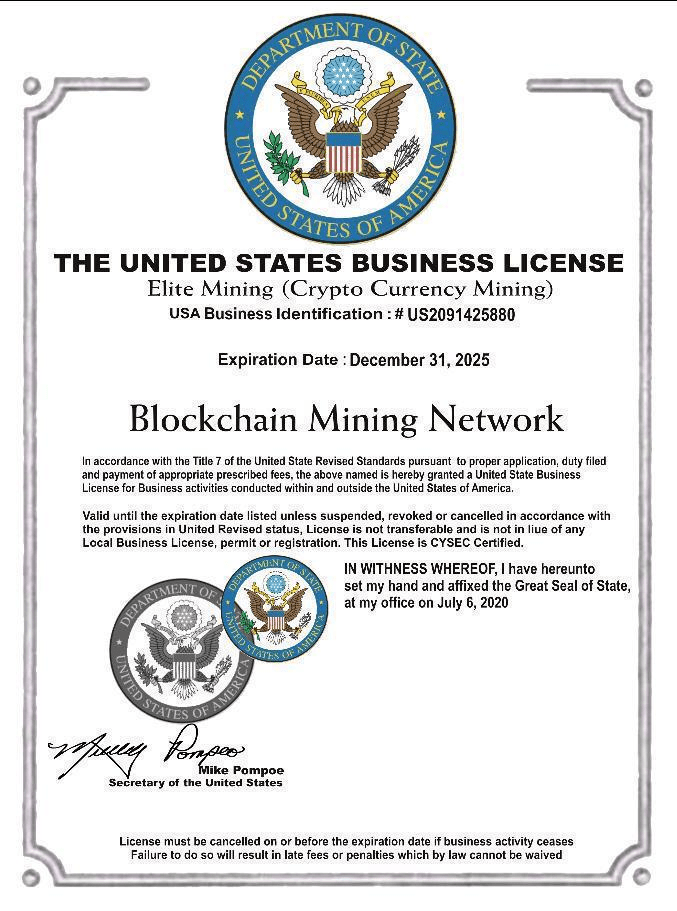 DEPARTMENT OF STATE
UNITED STATES OF AMERICA
THE UNITED STATES BUSINESS LICENSE
Elite Mining (Crypto Currency Mining)
USA Business Identification : # US2091425880
Expiration Date : December 31, 2025
Blockchain Mining Network
In accordance with the Title 7 of the United State Revised Standards pursuant to proper application, duty filed
and payment of appropriate prescribed fees, the above named is hereby granted a United State Business
License for Business activities conducted within and outside the United States of America.
Valid until the expiration date listed unless suspended, revoked or cancelled in accordance with
the provisions in United Revised status, License is not transferable and is not in liue of any
Local Business License, permit or registration. This License is CYSEC Certified.
IN WITHNESS WHEREOF, I have hereunto
set my hand and affixed the Great Seal of State,
at my office on July 6, 2020
DEPARTMENT OF STATE
UNITED STATES OF AMERICA
DEPARTMENT OF
UNITED STATES OF AMERICA
Pompeo
Mike Pompoe
Secretary of the United States
License must be cancelled on or before the expiration date if business activity ceases
Failure to do so will result in late fees or penalties which by law cannot be waived